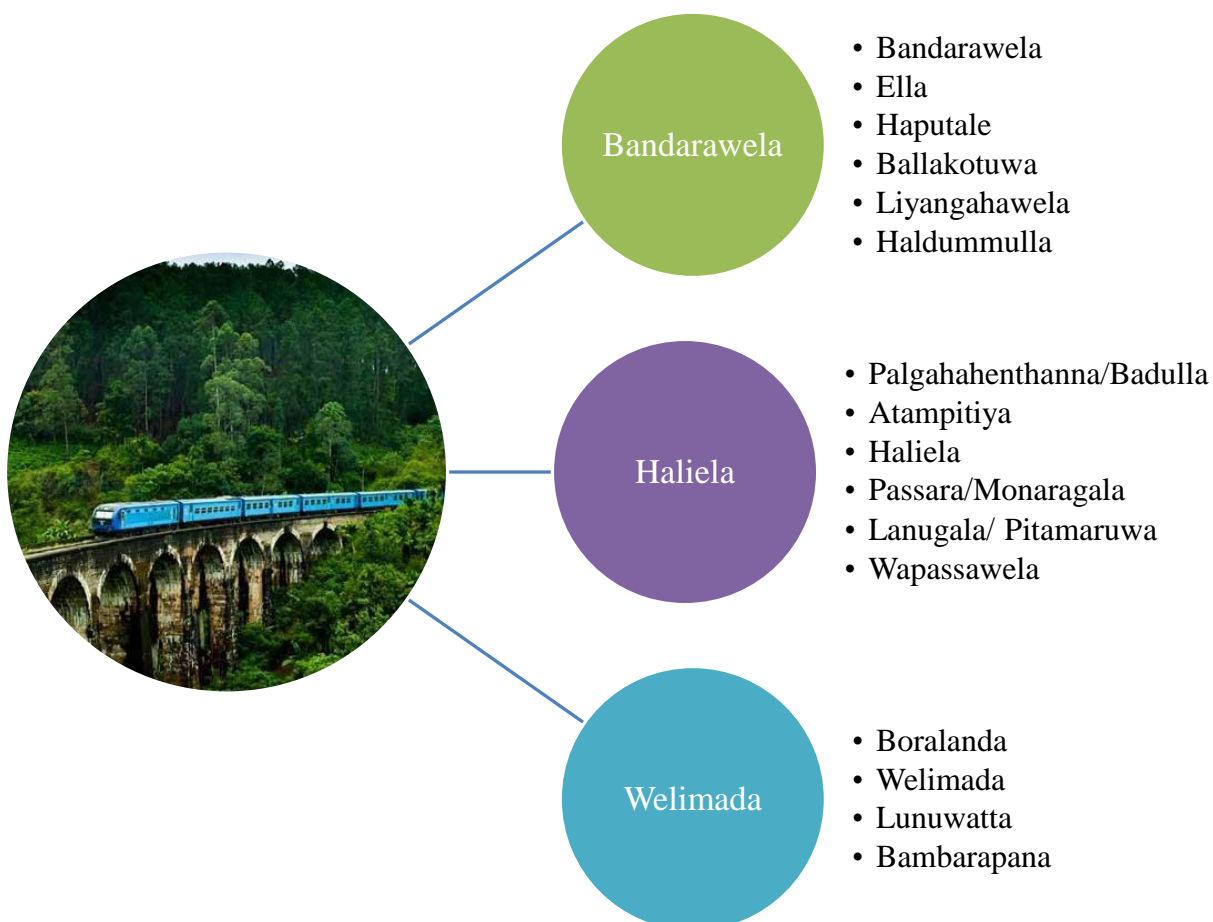 Bandarawela
• Bandarawela
• Ella
• Haputale
• Ballakotuwa
• Liyangahawela
• Haldummulla
Haliela
• Palgahahenthanna/Badulla
• Atampitiya
• Haliela
• Passara/Monaragala
• Lanugala/ Pitamaruwa
• Wapassawela
Welimada
• Boralanda
• Welimada
• Lunuwatta
• Bambarapana